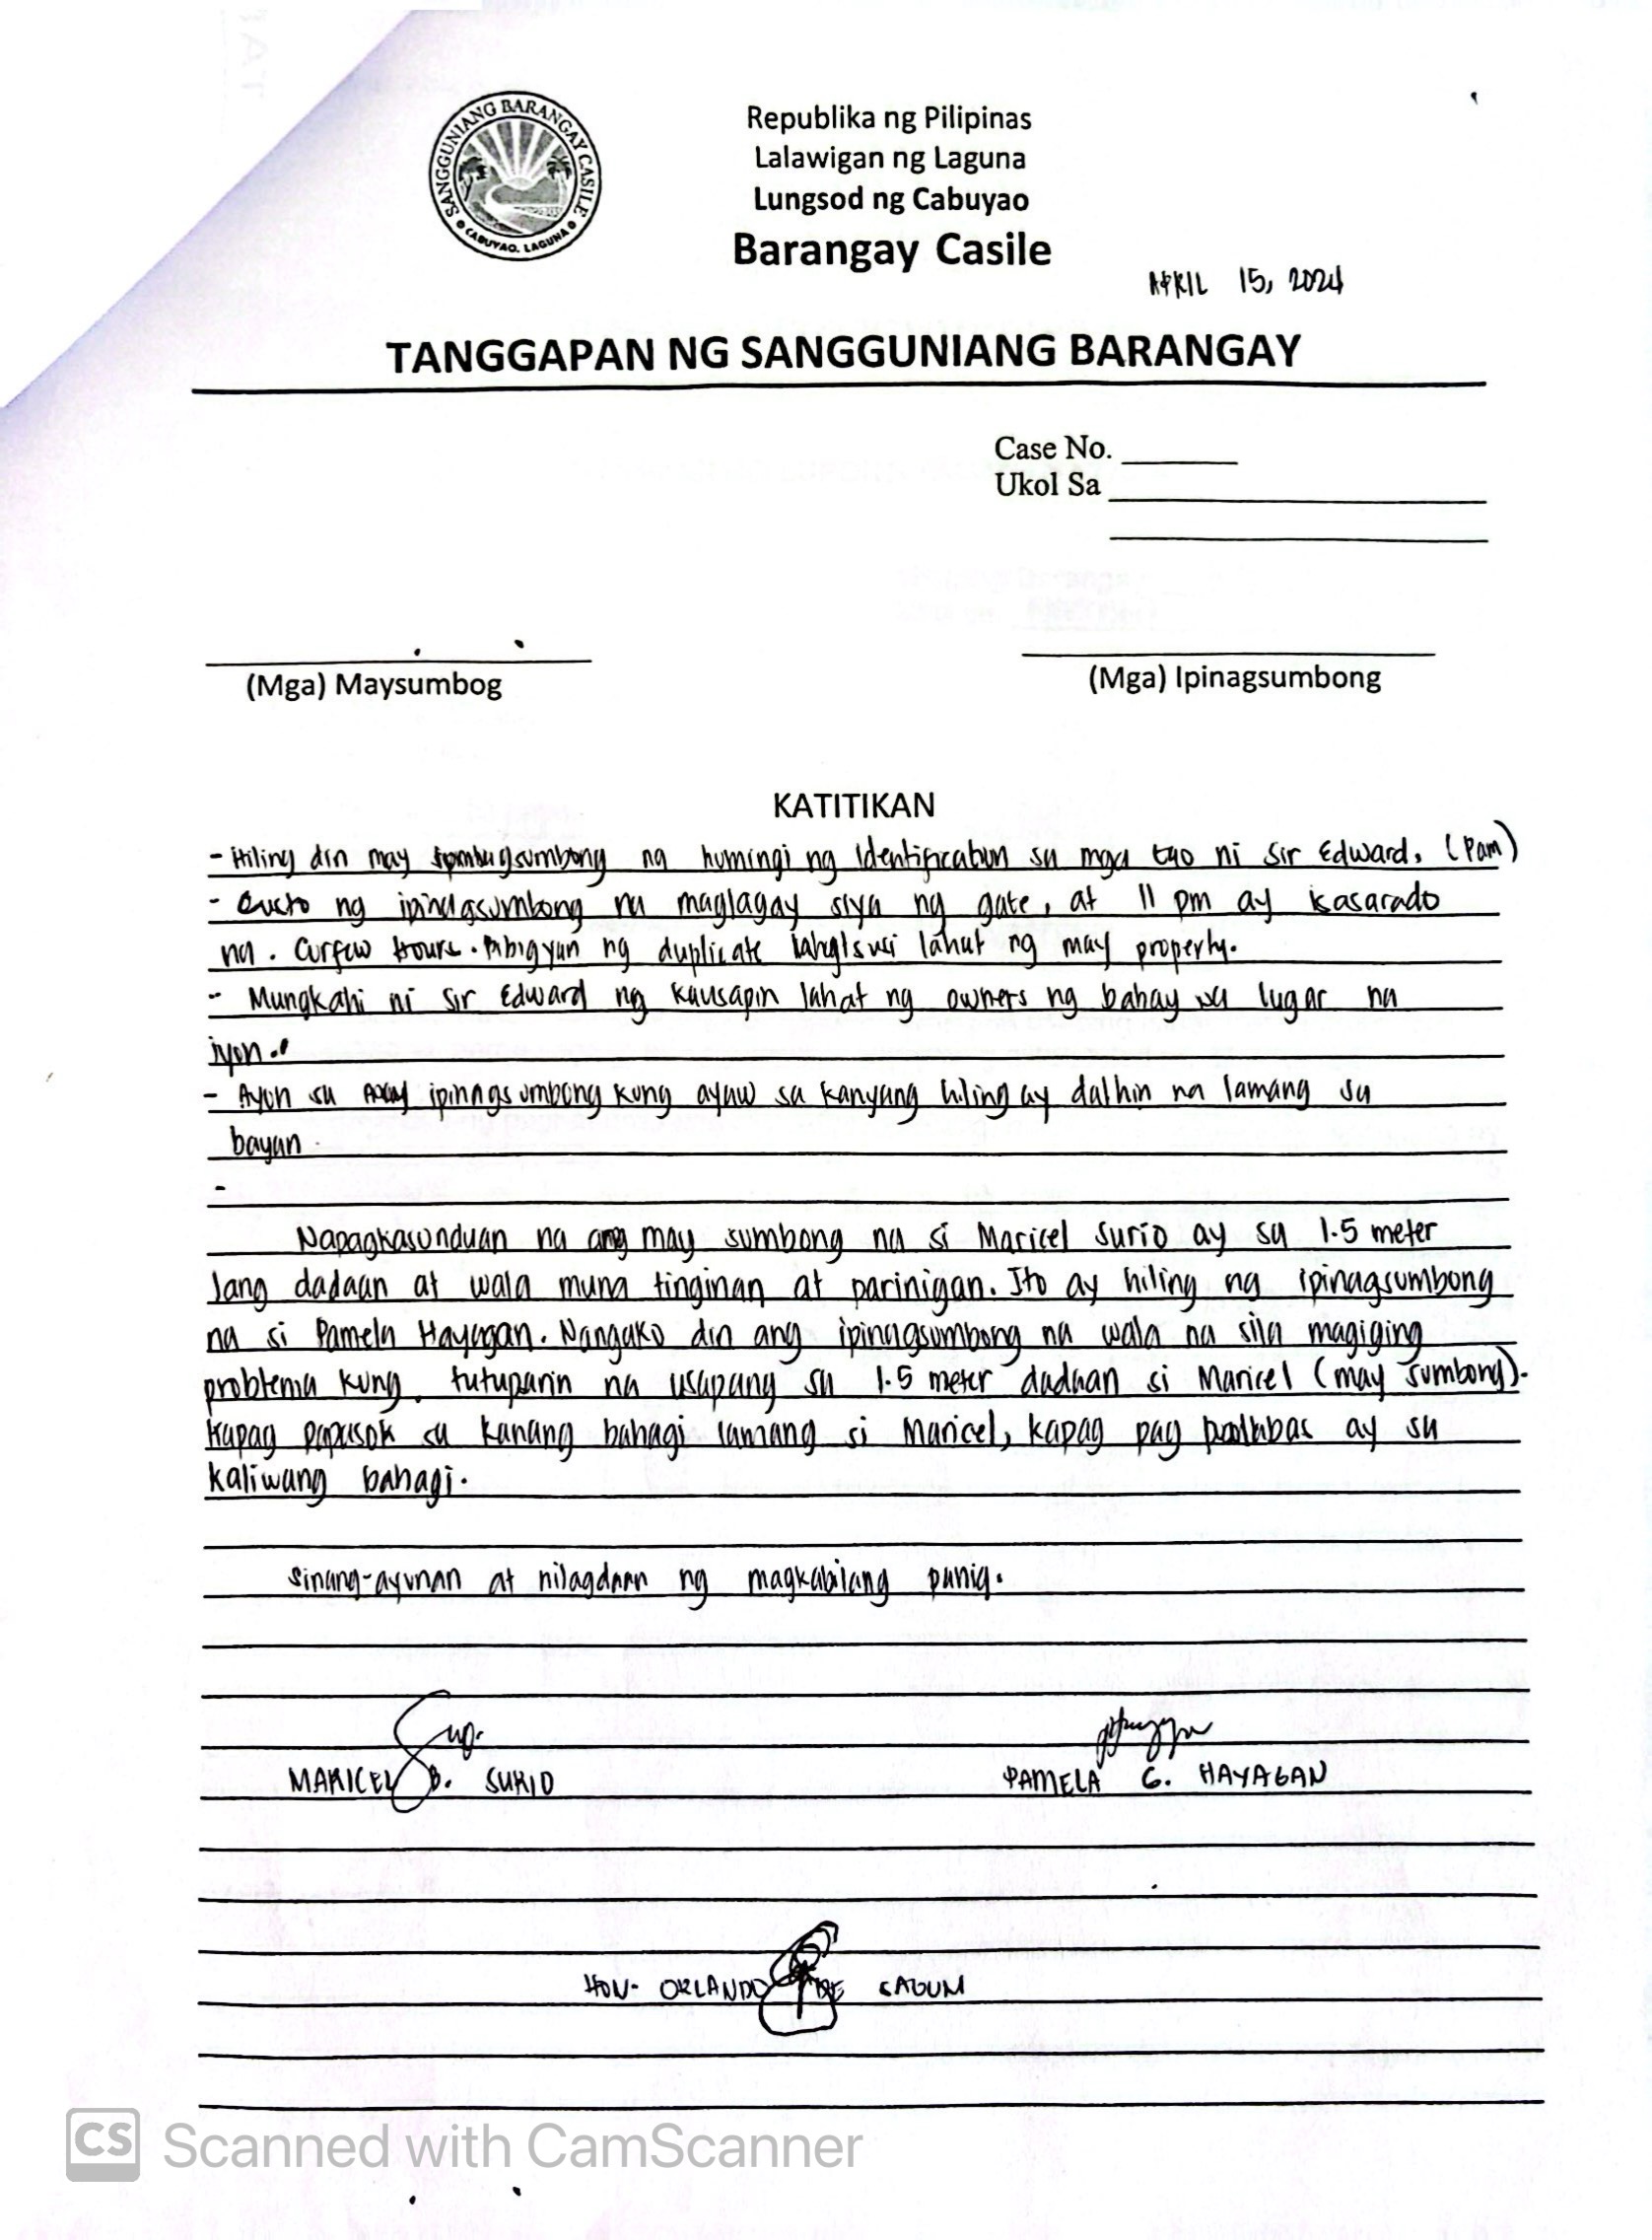 SANGGUNIANG BARANGAY CASILE
CABUYAO, LAGUNA
Republika ng Pilipinas
Lalawigan ng Laguna
Lungsod ng Cabuyao
Barangay Casile
APRIL 15, 2024
TANGGAPAN NG SANGGUNIANG BARANGAY
Case No.
Ukol Sa
(Mga) Maysumbog
(Mga) Ipinagsumbong
KATITIKAN
- Hiling din may sumbong na humingi ng Identification sa mga tao ni Sir Edward. (Pam)
- Gusto ng ipinagsumbong na maglagay siya ng gate, at 11 pm ay kasarado
na. Curfew Hours. Mabigyan ng duplicate lahat ng may property.
- Mungkahi ni Sir Edward ng kausapin lahat ng owners ng bahay sa lugar na
iyon.
- Ayon sa ipinagsumbong kung ayaw sa kanyang hiling ay dalhin na lamang sa
bayan
-
Napagkasunduan na ang may sumbong na si Maricel Surio ay sa 1.5 meter
lang dadaan at wala muna tinginan at parinigan. Ito ay hiling ng ipinagsumbong
na si Pamela Hayagan. Nangako din ang ipinagsumbong na wala na sila magiging
problema kung tutuparin na usapang sa 1.5 meter dadaan si Maricel (may sumbong).
Kapag papasok sa kanang bahagi lamang si Maricel, kapag pag palabas ay sa
kaliwang bahagi.
Sinang-ayunan at nilagdaan ng magkabilang panig.
MARICEL B. SURIO
PAMELA G. HAYAGAN
HON. ORLANDO DE SAGUM
CS Scanned with CamScanner